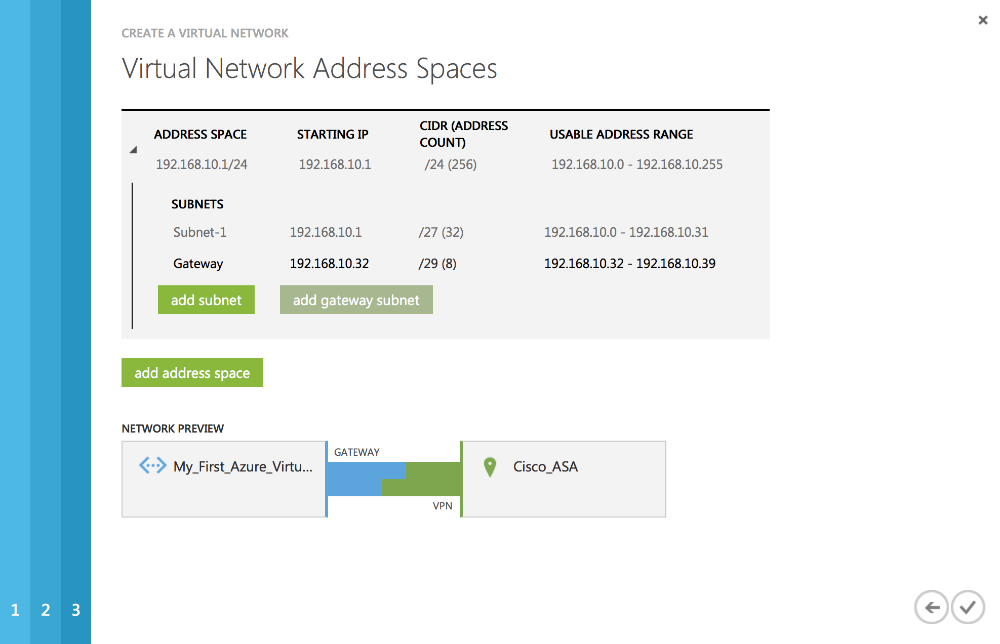 CREATE A VIRTUAL NETWORK
Virtual Network Address Spaces
ADDRESS SPACE STARTING IP CIDR (ADDRESS COUNT) USABLE ADDRESS RANGE
192.168.10.1/24 192.168.10.1 /24 (256) 192.168.10.0 - 192.168.10.255
SUBNETS
Subnet-1 192.168.10.1 /27 (32) 192.168.10.0 - 192.168.10.31
Gateway 192.168.10.32 /29 (8) 192.168.10.32 - 192.168.10.39
add subnet add gateway subnet
add address space
NETWORK PREVIEW
GATEWAY
My_First_Azure_Virtu... Cisco_ASA
VPN
1 2 3